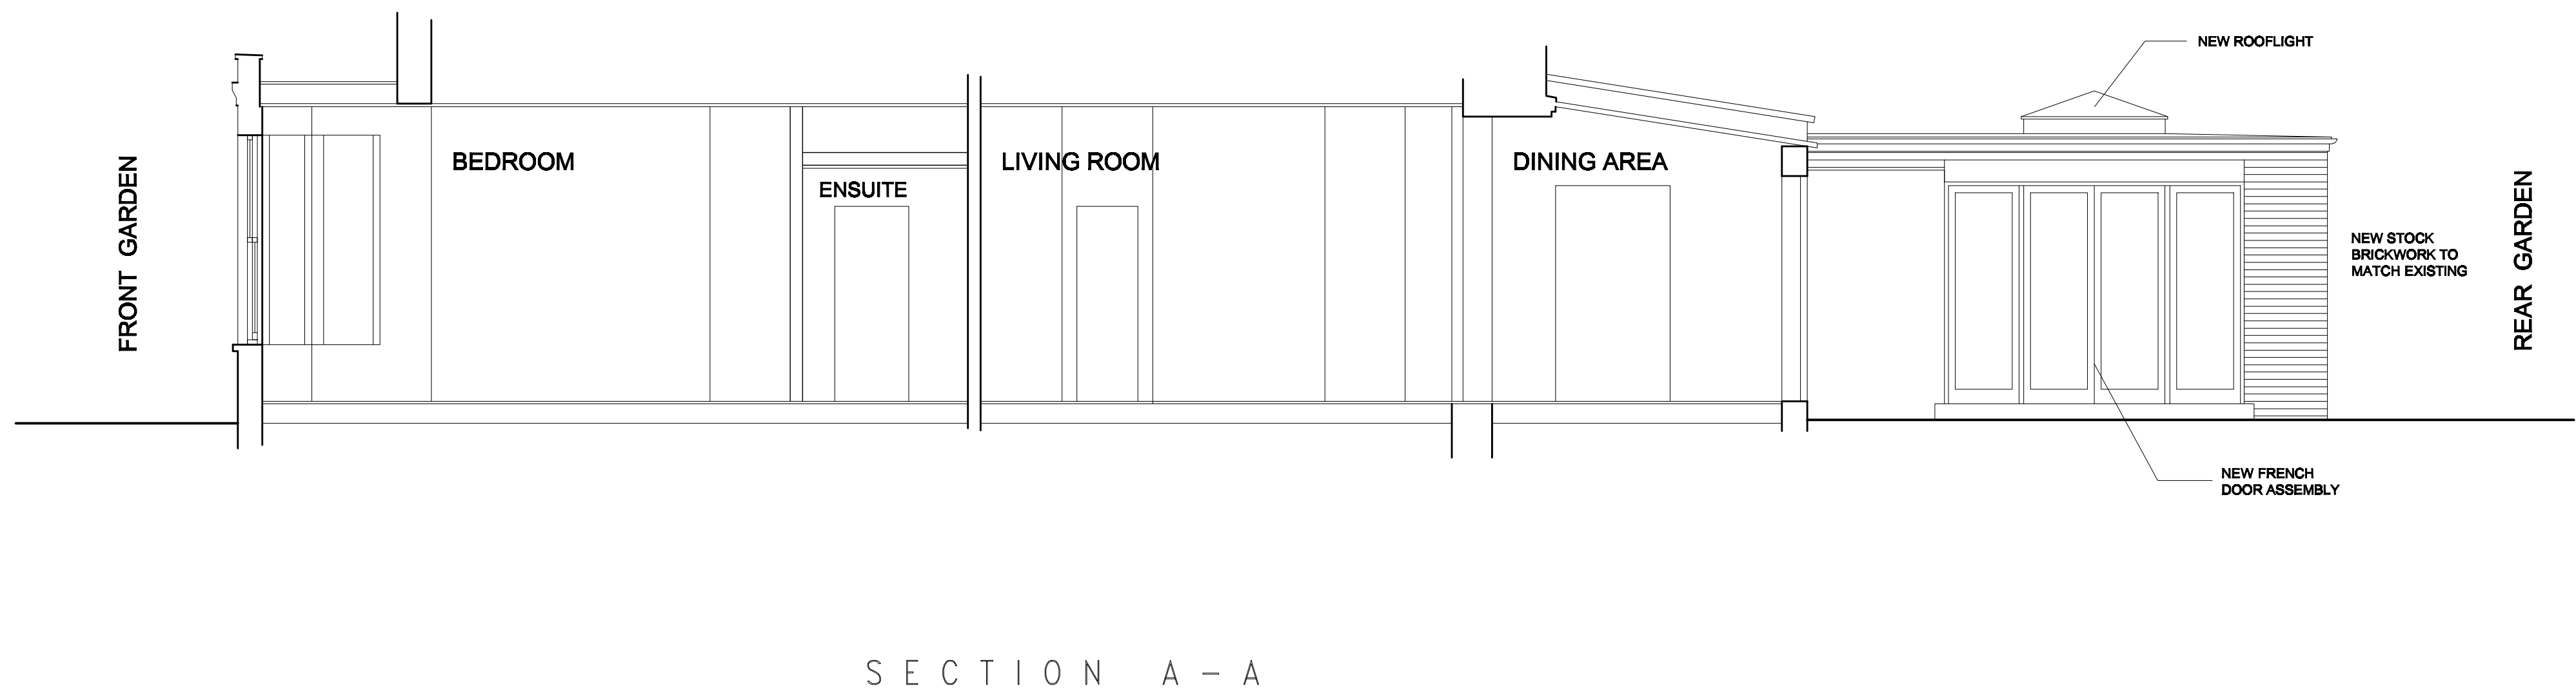 NEW ROOFLIGHT
FRONT GARDEN
BEDROOM
ENSUITE
LIVING ROOM
DINING AREA
NEW STOCK
BRICKWORK TO
MATCH EXISTING
REAR GARDEN
NEW FRENCH
DOOR ASSEMBLY
SECTION A-A